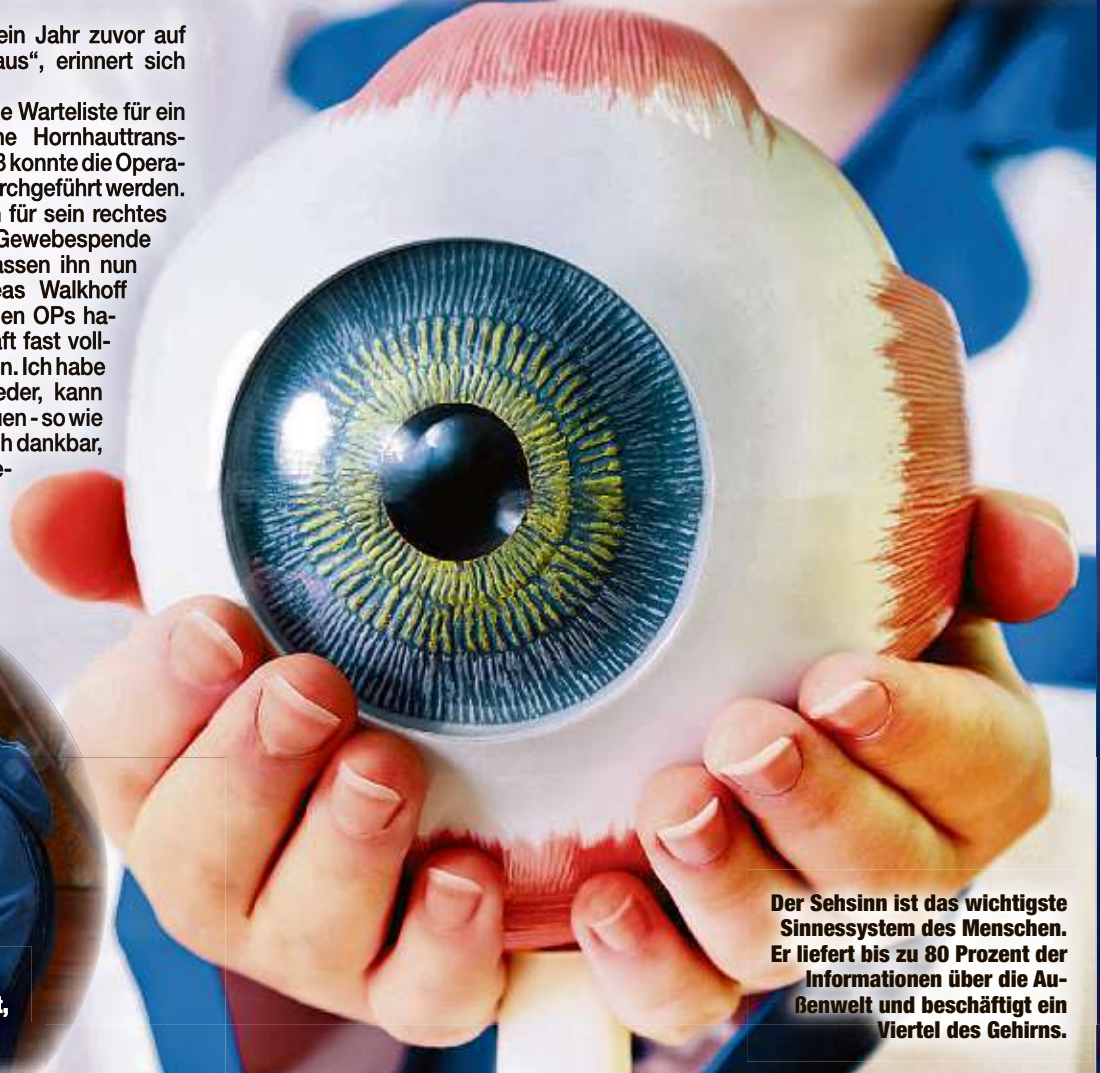 ein Jahr zuvor auf
aus“, erinnert sich
e Warteliste für ein
ne Hornhauttrans-
3 konnte die Opera-
rchgeführt werden.
für sein rechtes
Gewebespende
assen ihn nun
eas Walkhoff
en OPs ha-
ft fast voll-
n. Ich habe
eder, kann
uen - so wie
h dankbar,
e-
t,
Der Sehsinn ist das wichtigste
Sinnessystem des Menschen.
Er liefert bis zu 80 Prozent der
Informationen über die Au-
ßenwelt und beschäftigt ein
Viertel des Gehirns.